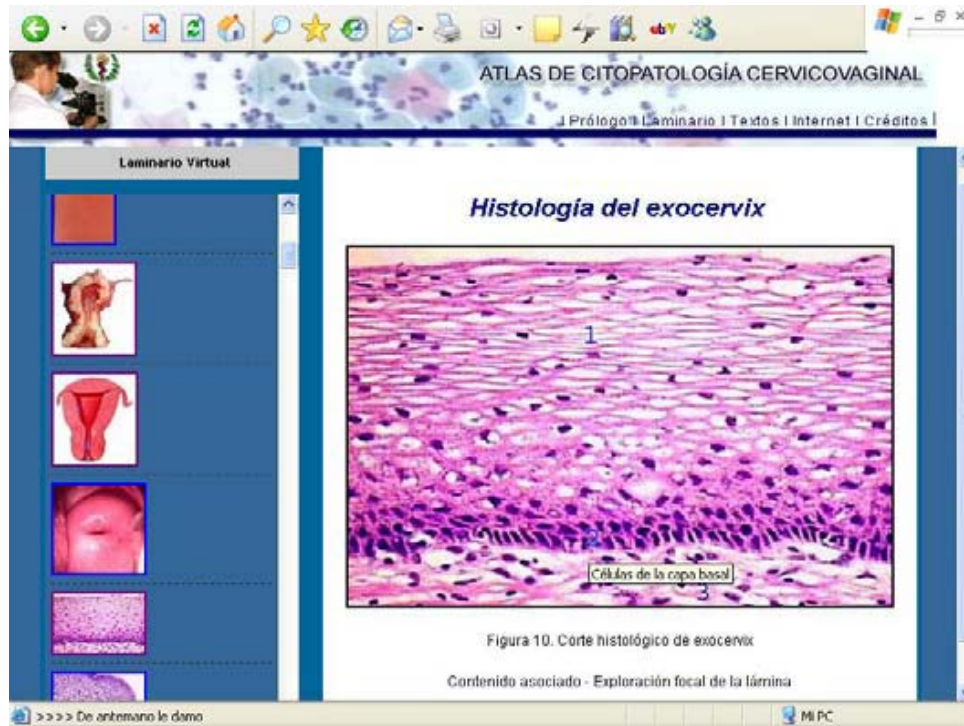 ebY
ATLAS DE CITOPATOLOGÍA CERVICOVAGINAL
| Prólogo | Laminario | Textos | Internet | Créditos |
Laminario Virtual
Histología del exocervix
1
2
Células de la capa basal
3
Figura 10. Corte histológico de exocervix
Contenido asociado - Exploración focal de la lámina
>>>> De antemano le damo
Mi PC